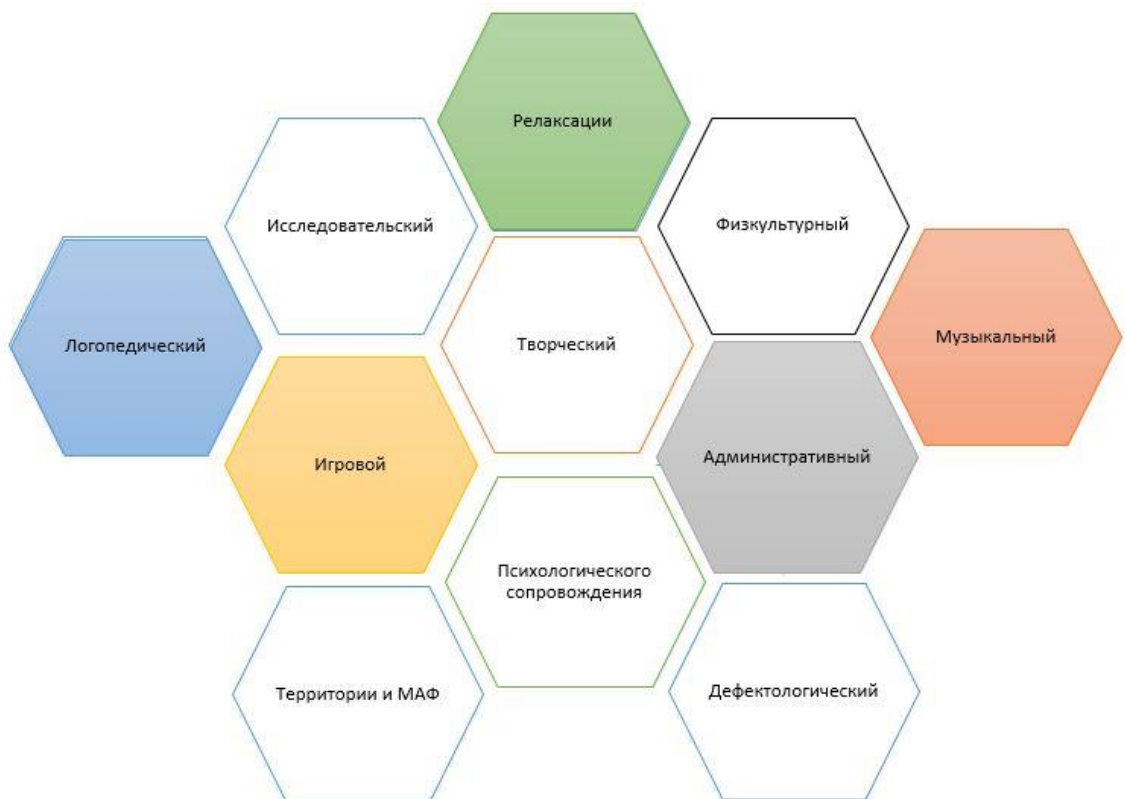 Релаксации
Исследовательский
Физкультурный
Логопедический
Творческий
Музыкальный
Игровой
Административный
Психологического
сопровождения
Территории и МАФ
Дефектологический